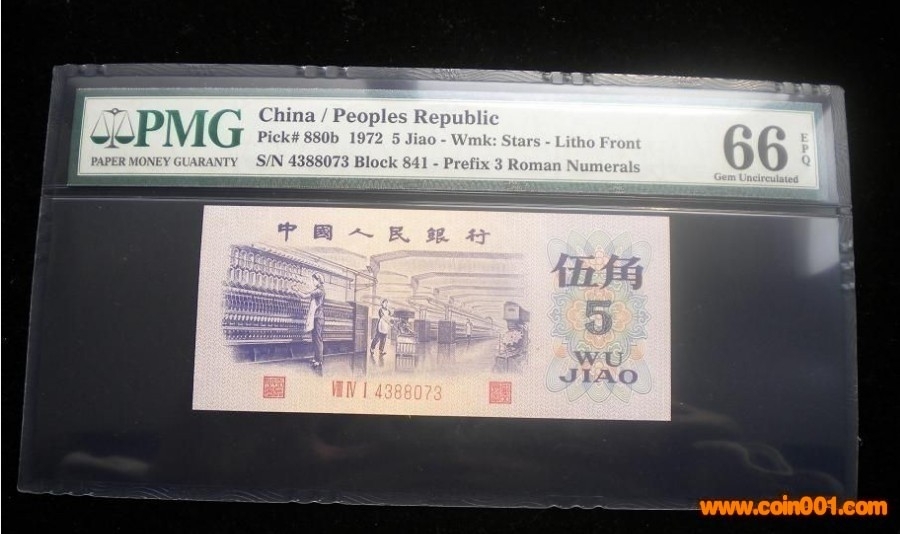 PMG
PAPER MONEY GUARANTY
China / Peoples Republic
Pick# 880b 1972 5 Jiao - Wmk: Stars - Litho Front
S/N 4388073 Block 841 - Prefix 3 Roman Numerals
66
EPQ
Gem Uncirculated
中國人民銀行
伍角
5
WU
JIAO
VIII IV I 4388073
www.coin001.com